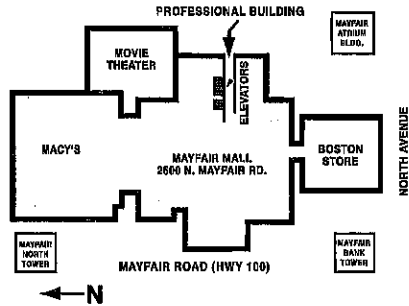 PROFESSIONAL BUILDING
MAYFAIR
ATRIUM
BLDG.
MOVIE
THEATER
ELEVATORS
MACY'S
MAYFAIR MALL
2600 N. MAYFAIR RD.
BOSTON
STORE
NORTH AVENUE
MAYFAIR
NORTH
TOWER
MAYFAIR
BANK
TOWER
MAYFAIR ROAD (HWY 100)
N